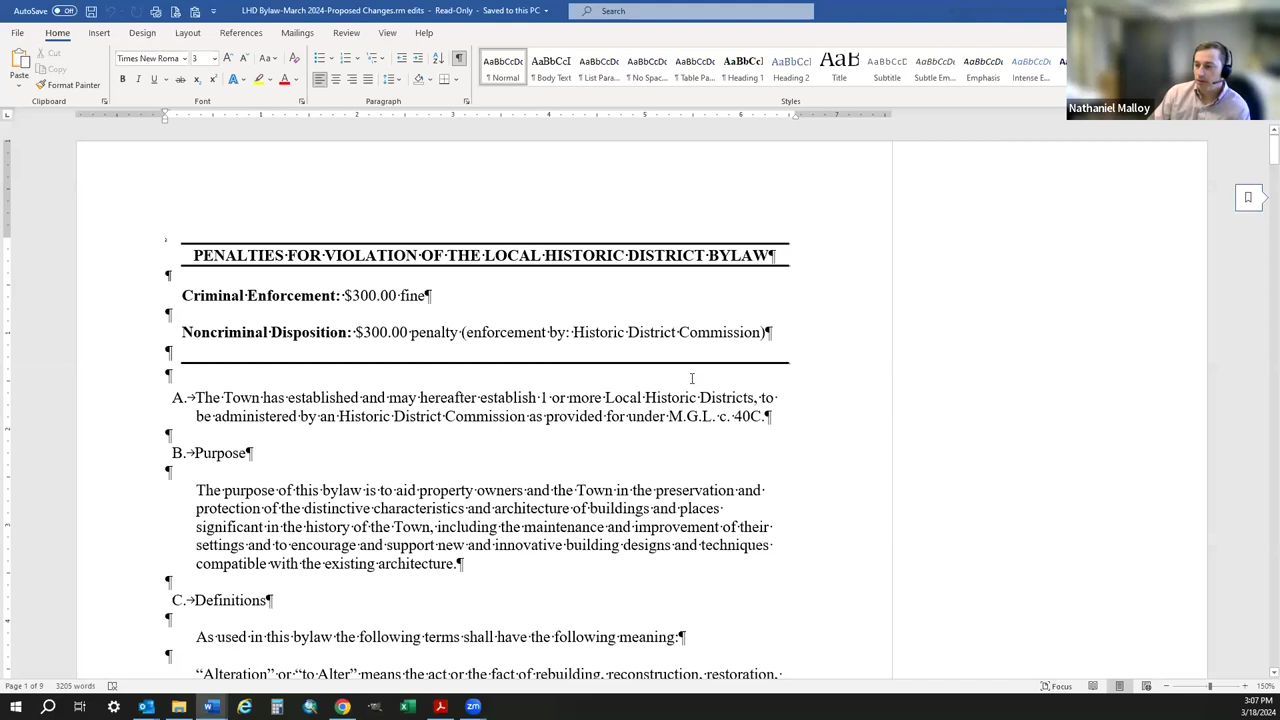 AutoSave Off LHD Bylaw-March 2024-Proposed Changes.rm edits - Read-Only - Saved to this PC Search
File Home Insert Design Layout References Mailings Review View Help
Paste Cut Copy Format Painter
Times New Roma 3
Clipboard Font Paragraph Styles
AaBbCcDc ¶ Normal
AaBbCcI ¶ Body Text
AaBbCcDc ¶ List Para...
AaBbCcDc ¶ No Spac...
AaBbCcDc ¶ Table Pa...
AaBbCc ¶ Heading 1
AaBbCcDc Heading 2
AaB Title
AaBbCcDc Subtitle
AaBbCcDc Subtle Em...
AaBbCcDc Emphasis
AaBbCcDc Intense E...
Nathaniel Malloy
PENALTIES FOR VIOLATION OF THE LOCAL HISTORIC DISTRICT BYLAW¶
¶
Criminal Enforcement: $300.00 fine¶
¶
Noncriminal Disposition: $300.00 penalty (enforcement by: Historic District Commission)¶
¶
¶
A. The Town has established and may hereafter establish 1 or more Local Historic Districts, to
be administered by an Historic District Commission as provided for under M.G.L. c. 40C.¶
¶
B. Purpose¶
¶
The purpose of this bylaw is to aid property owners and the Town in the preservation and
protection of the distinctive characteristics and architecture of buildings and places
significant in the history of the Town, including the maintenance and improvement of their
settings and to encourage and support new and innovative building designs and techniques
compatible with the existing architecture.¶
¶
C. Definitions¶
¶
As used in this bylaw the following terms shall have the following meaning:¶
¶
“Alteration” or “to Alter” means the act or the fact of rebuilding, reconstruction, restoration,
Page 1 of 9 3205 words Focus 150%
3:07 PM
3/18/2024